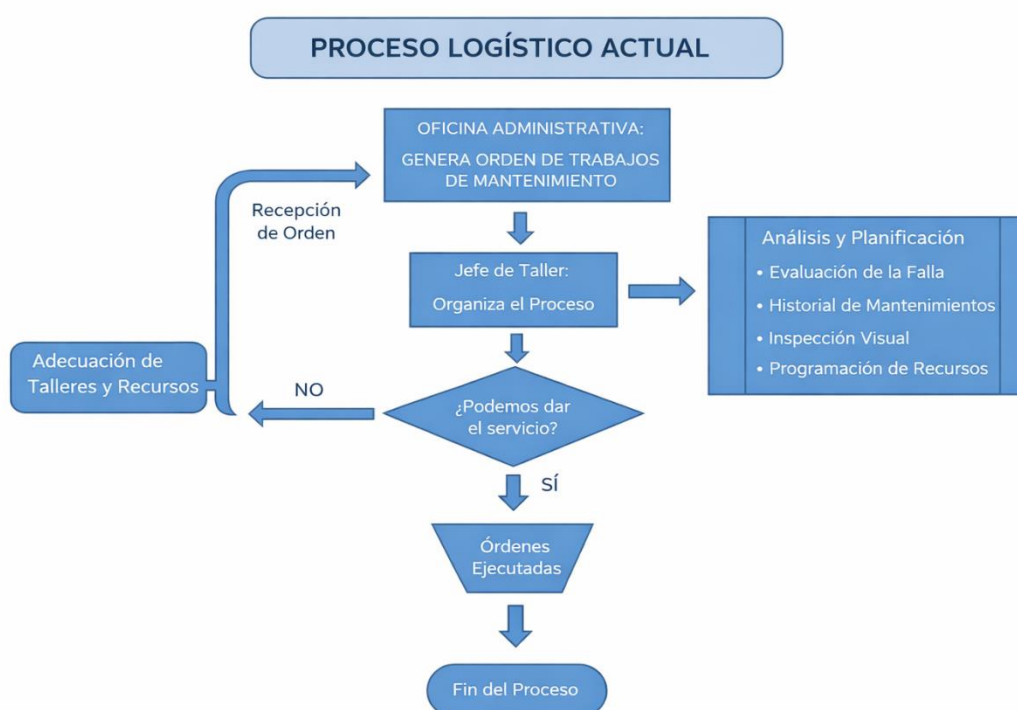 PROCESO LOGÍSTICO ACTUAL
OFICINA ADMINISTRATIVA:
GENERA ORDEN DE TRABAJOS
DE MANTENIMIENTO
Recepción
de Orden
Jefe de Taller:
Organiza el Proceso
Análisis y Planificación
• Evaluación de la Falla
• Historial de Mantenimientos
• Inspección Visual
• Programación de Recursos
Adecuación de
Talleres y Recursos
NO
¿Podemos dar
el servicio?
SÍ
Órdenes
Ejecutadas
Fin del Proceso